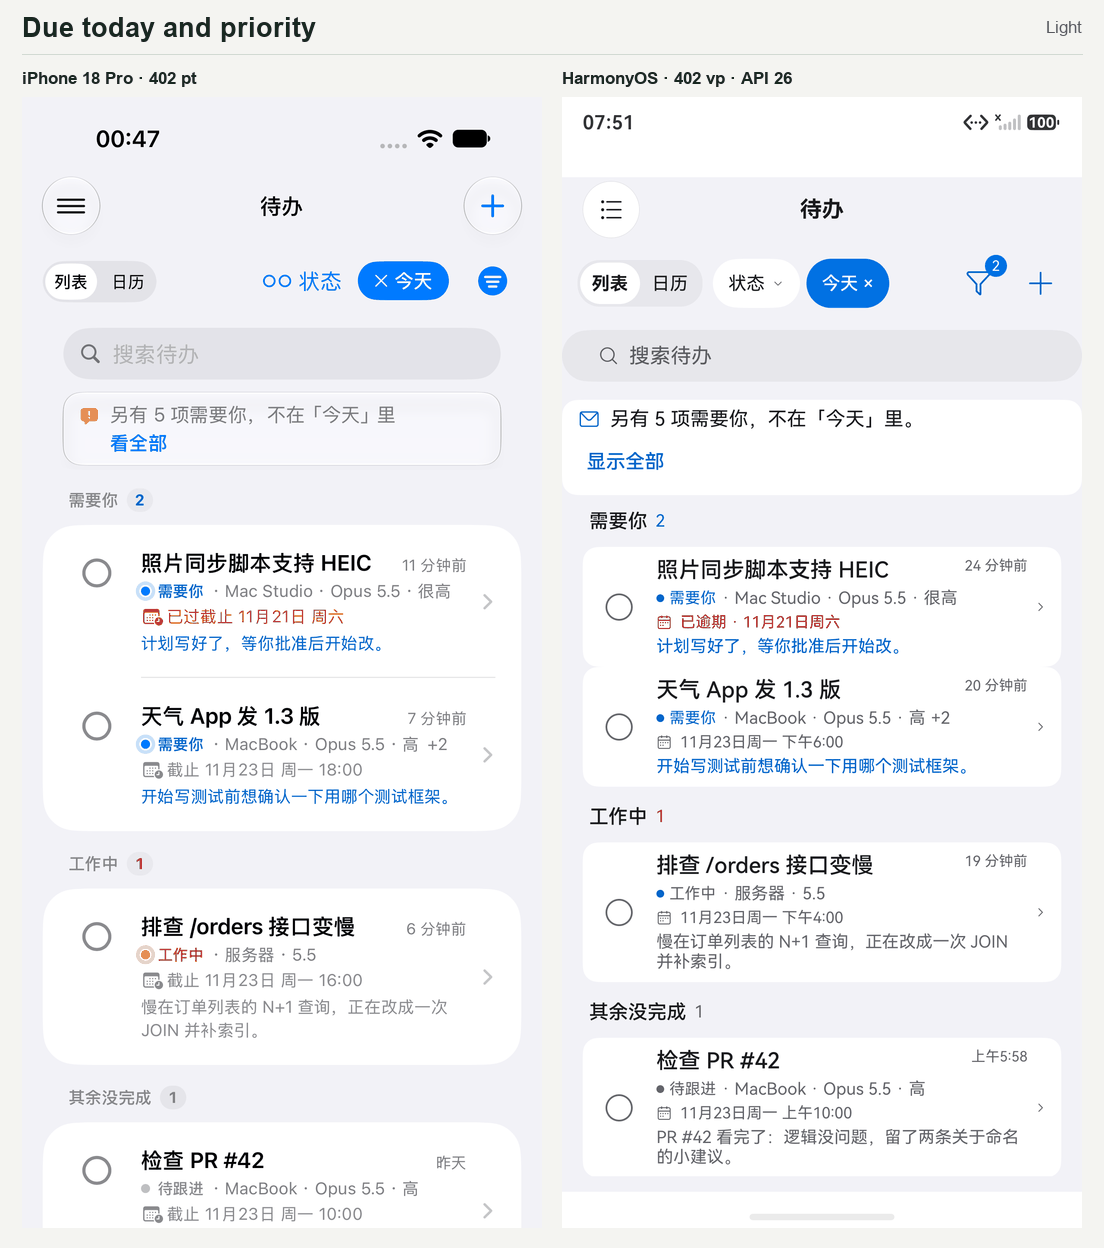 Due today and priority
Light
iPhone 18 Pro · 402 pt
00:47
待办
列表
日历
状态
× 今天
搜索待办
另有 5 项需要你，不在「今天」里
看全部
需要你 2
照片同步脚本支持 HEIC
11 分钟前
需要你 · Mac Studio · Opus 5.5 · 很高
已过截止 11月21日 周六
计划写好了，等你批准后开始改。
天气 App 发 1.3 版
7 分钟前
需要你 · MacBook · Opus 5.5 · 高 +2
截止 11月23日 周一 18:00
开始写测试前想确认一下用哪个测试框架。
工作中 1
排查 /orders 接口变慢
6 分钟前
工作中 · 服务器 · 5.5
截止 11月23日 周一 16:00
慢在订单列表的 N+1 查询，正在改成一次
JOIN 并补索引。
其余没完成 1
检查 PR #42
昨天
待跟进 · MacBook · Opus 5.5 · 高
截止 11月23日 周一 10:00
HarmonyOS · 402 vp · API 26
07:51
100
待办
列表
日历
状态
今天 ×
2
搜索待办
另有 5 项需要你，不在「今天」里。
显示全部
需要你 2
照片同步脚本支持 HEIC
24 分钟前
需要你 · Mac Studio · Opus 5.5 · 很高
已逾期 · 11月21日周六
计划写好了，等你批准后开始改。
天气 App 发 1.3 版
20 分钟前
需要你 · MacBook · Opus 5.5 · 高 +2
11月23日周一 下午6:00
开始写测试前想确认一下用哪个测试框架。
工作中 1
排查 /orders 接口变慢
19 分钟前
工作中 · 服务器 · 5.5
11月23日周一 下午4:00
慢在订单列表的 N+1 查询，正在改成一次 JOIN
并补索引。
其余没完成 1
检查 PR #42
上午5:58
待跟进 · MacBook · Opus 5.5 · 高
11月23日周一 上午10:00
PR #42 看完了：逻辑没问题，留了两条关于命名
的小建议。